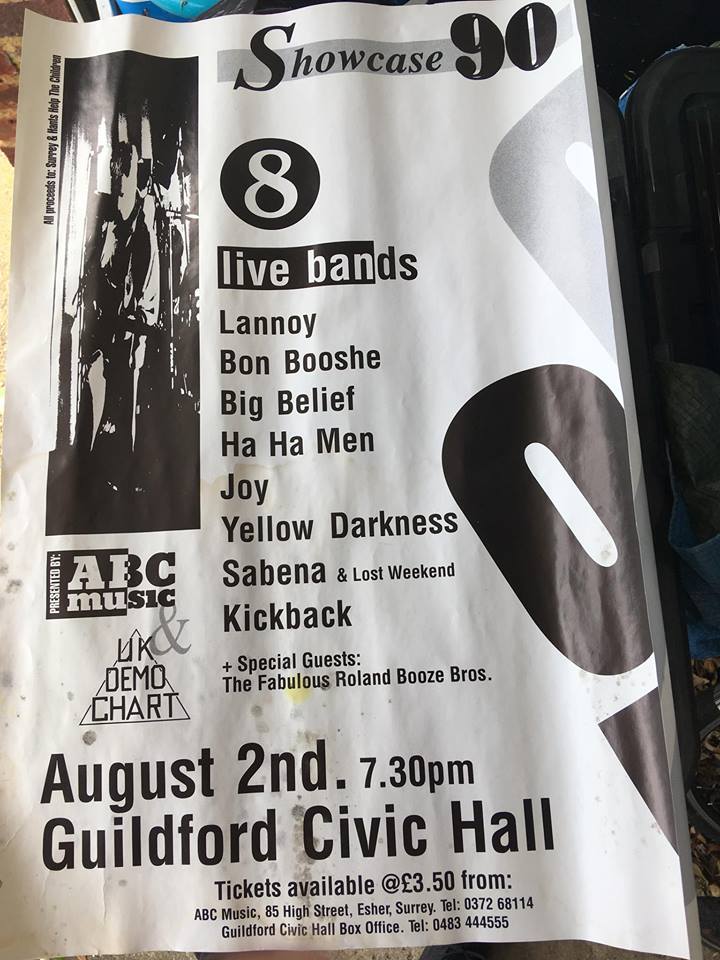 Showcase 90
All proceeds to: Surrey & Hants Help The Children
8
live bands
Lannoy
Bon Booshe
Big Belief
Ha Ha Men
Joy
Yellow Darkness
Sabena & Lost Weekend
Kickback
+ Special Guests:
The Fabulous Roland Booze Bros.
PRESENTED BY:
ABC
music
&
UK
DEMO
CHART
August 2nd. 7.30pm
Guildford Civic Hall
Tickets available @£3.50 from:
ABC Music, 85 High Street, Esher, Surrey. Tel: 0372 68114
Guildford Civic Hall Box Office. Tel: 0483 444555